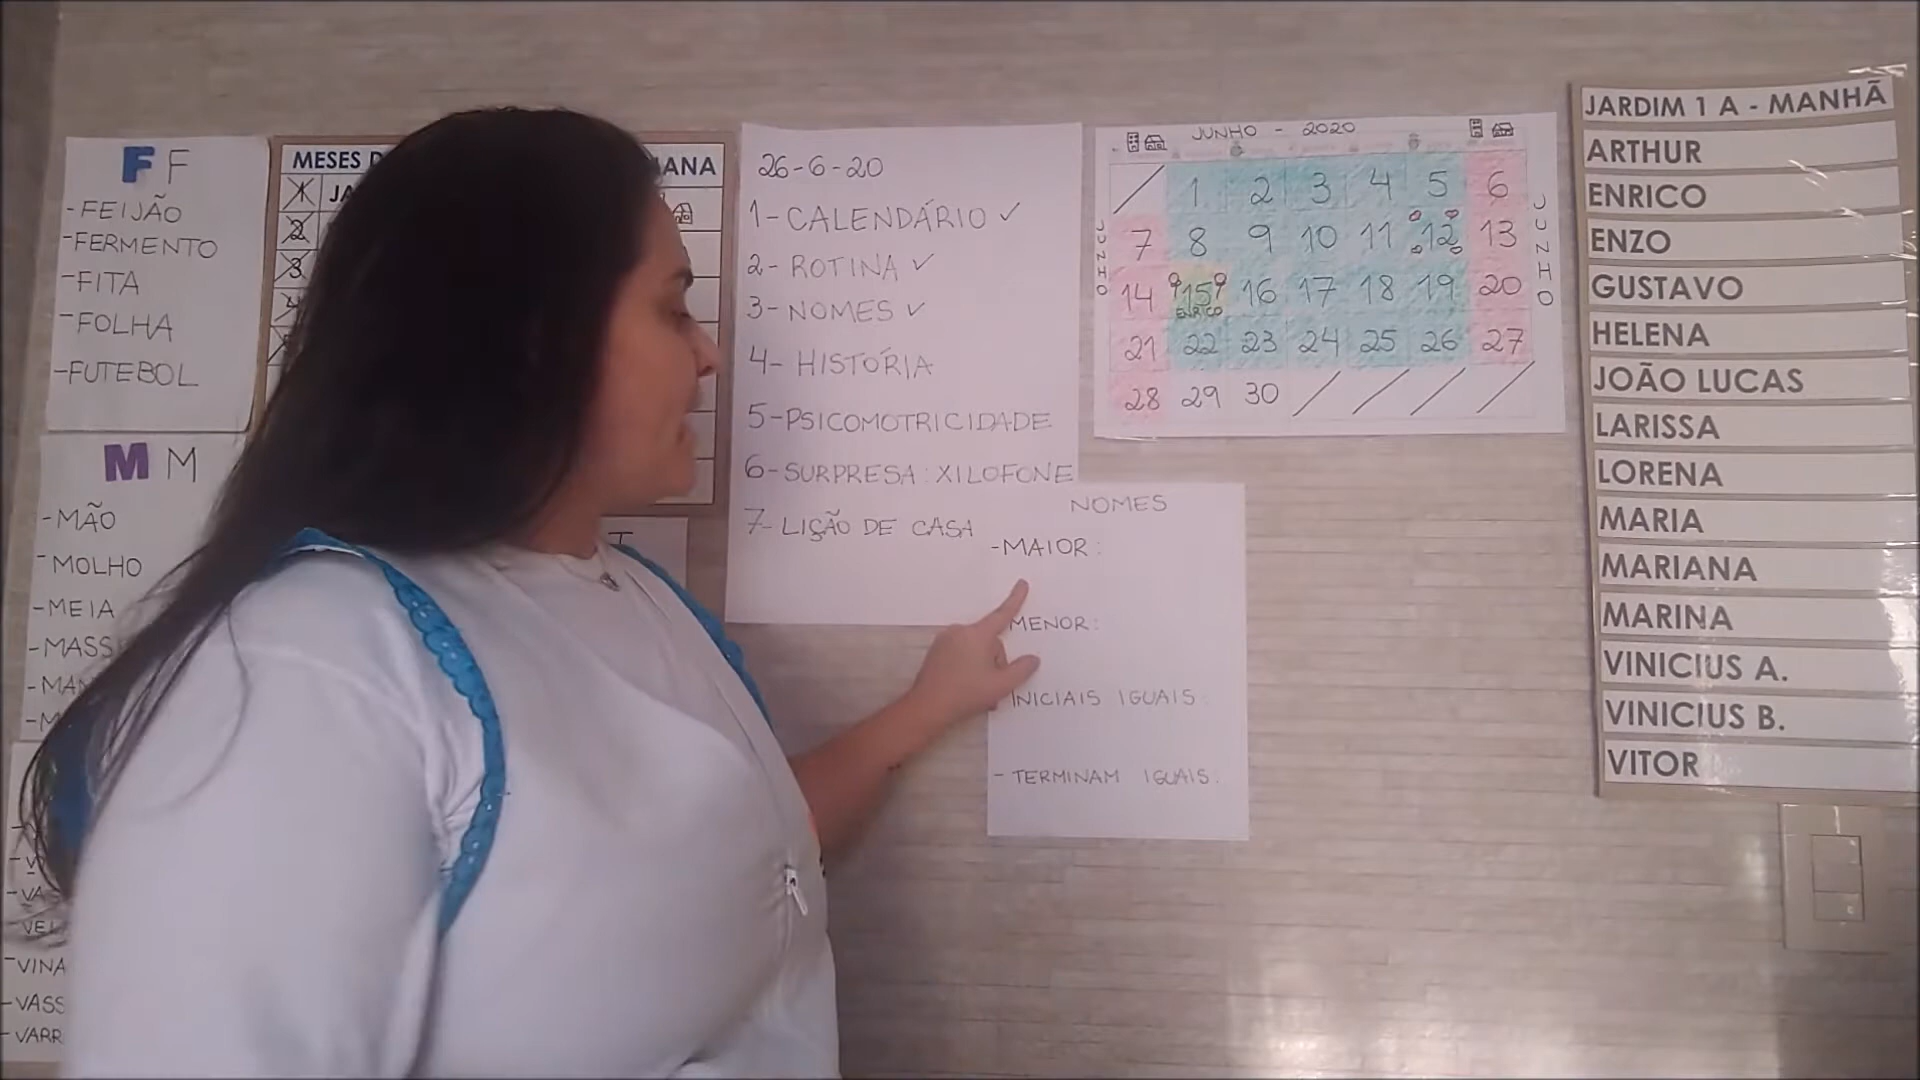 F F
- FEIJÃO
- FERMENTO
- FITA
- FOLHA
- FUTEBOL
M M
- MÃO
- MOLHO
- MEIA
MESES
1
2
3
26-6-20
1- CALENDÁRIO ✓
2- ROTINA ✓
3- NOMES ✓
4- HISTÓRIA
5- PSICOMOTRICIDADE
6- SURPRESA: XILOFONE
7- LIÇÃO DE CASA
NOMES
- MAIOR:
MENOR:
INICIAIS IGUAIS:
- TERMINAM IGUAIS:
JUNHO - 2020
JUNHO
1 2 3 4 5 6
7 8 9 10 11 12 13
14 15 16 17 18 19 20
ENRICO
21 22 23 24 25 26 27
28 29 30
JUNHO
JARDIM 1 A - MANHÃ
ARTHUR
ENRICO
ENZO
GUSTAVO
HELENA
JOÃO LUCAS
LARISSA
LORENA
MARIA
MARIANA
MARINA
VINICIUS A.
VINICIUS B.
VITOR